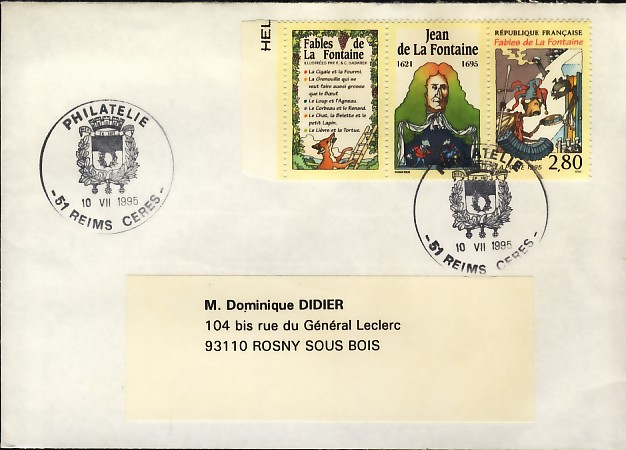 HEL
Fables de
La Fontaine
ILLUSTRÉES PAR R. & C. SABATIER
La Cigale et la Fourmi.
La Grenouille qui se
veut faire aussi grosse
que le Bœuf.
Le Loup et l'Agneau.
Le Corbeau et le Renard.
Le Chat, la Belette et le
petit Lapin.
Le Lièvre et la Tortue.
Jean
de La Fontaine
1621 1695
RÉPUBLIQUE FRANÇAISE
Fables de La Fontaine
2,80
1995
PHILATELIE
10 VII 1995
-51 REIMS CERES-
PHILATELIE
10 VII 1995
-51 REIMS CERES-
M. Dominique DIDIER
104 bis rue du Général Leclerc
93110 ROSNY SOUS BOIS